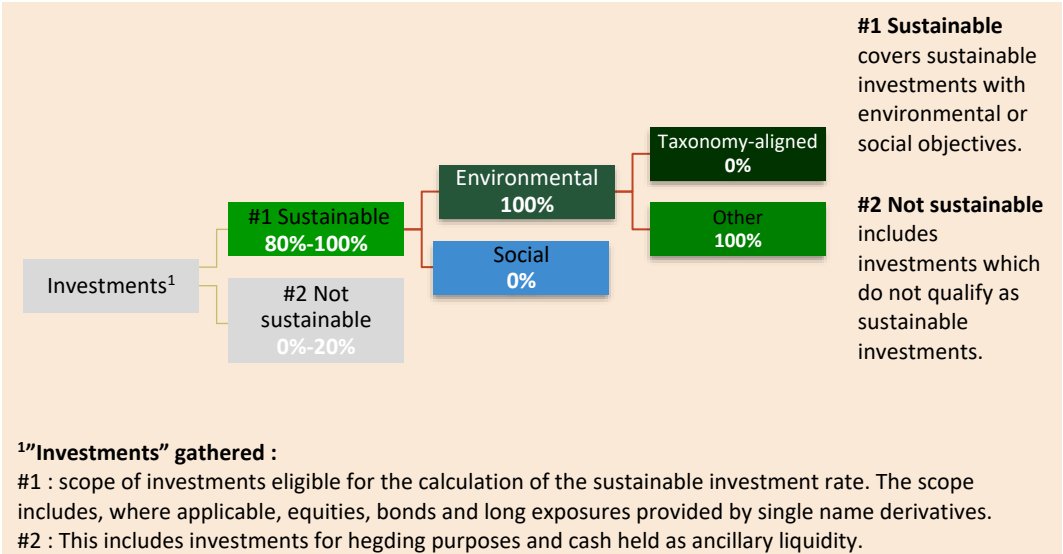 Investments¹
#1 Sustainable
80%-100%
#2 Not
sustainable
0%-20%
Environmental
100%
Social
0%
Taxonomy-aligned
0%
Other
100%
#1 Sustainable
covers sustainable
investments with
environmental or
social objectives.
#2 Not sustainable
includes
investments which
do not qualify as
sustainable
investments.
¹”Investments” gathered :
#1 : scope of investments eligible for the calculation of the sustainable investment rate. The scope
includes, where applicable, equities, bonds and long exposures provided by single name derivatives.
#2 : This includes investments for hegding purposes and cash held as ancillary liquidity.